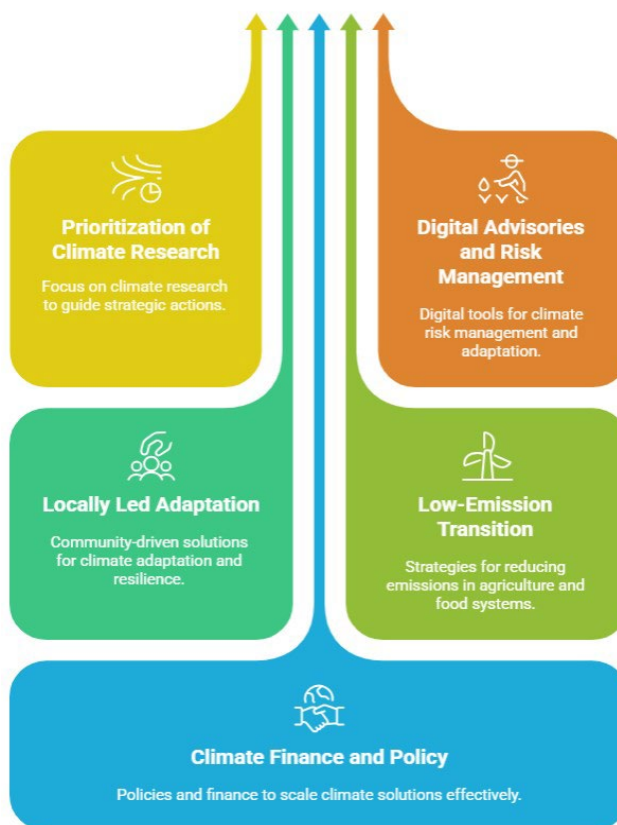 Prioritization of
Climate Research
Focus on climate research
to guide strategic actions.
Digital Advisories
and Risk
Management
Digital tools for climate
risk management and
adaptation.
Locally Led Adaptation
Community-driven solutions
for climate adaptation and
resilience.
Low-Emission
Transition
Strategies for reducing
emissions in agriculture and
food systems.
Climate Finance and Policy
Policies and finance to scale climate solutions effectively.